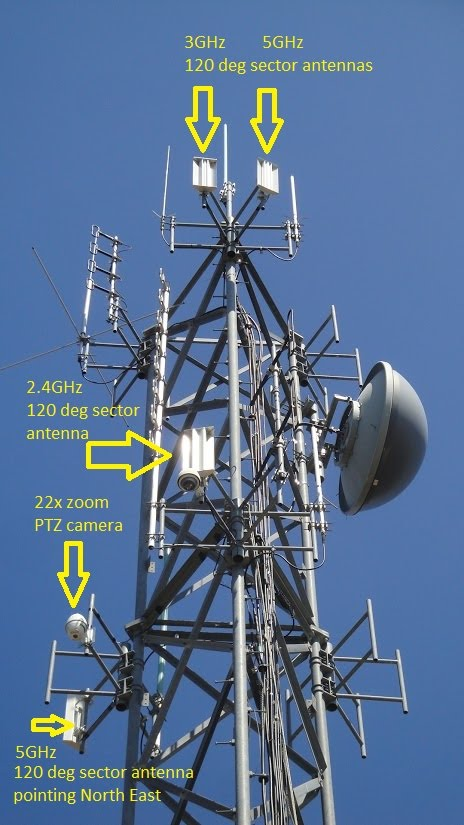 3GHz 5GHz
120 deg sector antennas
2.4GHz
120 deg sector
antenna
22x zoom
PTZ camera
5GHz
120 deg sector antenna
pointing North East